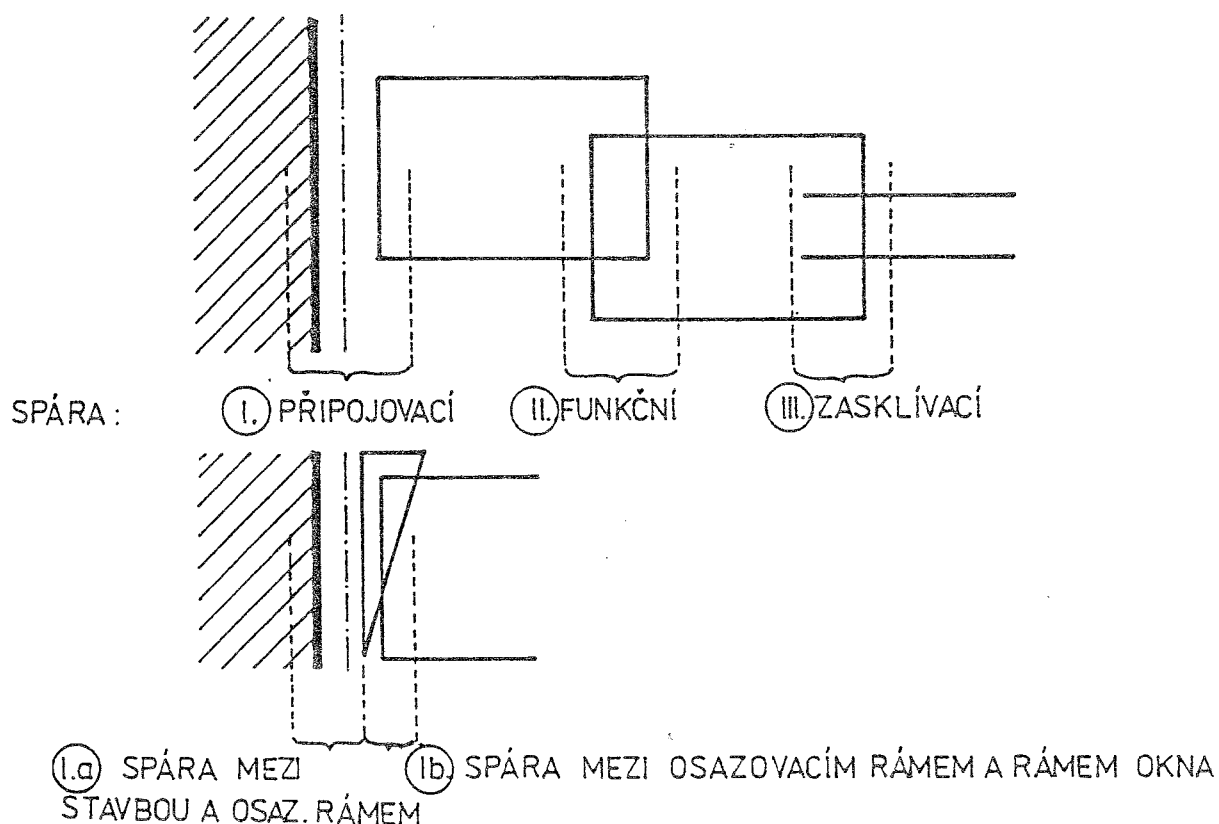 SPÁRA: I. PŘIPOJOVACÍ II. FUNKČNÍ III. ZASKLÍVACÍ
I.a SPÁRA MEZI
STAVBOU A OSAZ. RÁMEM
Ib. SPÁRA MEZI OSAZOVACÍM RÁMEM A RÁMEM OKNA